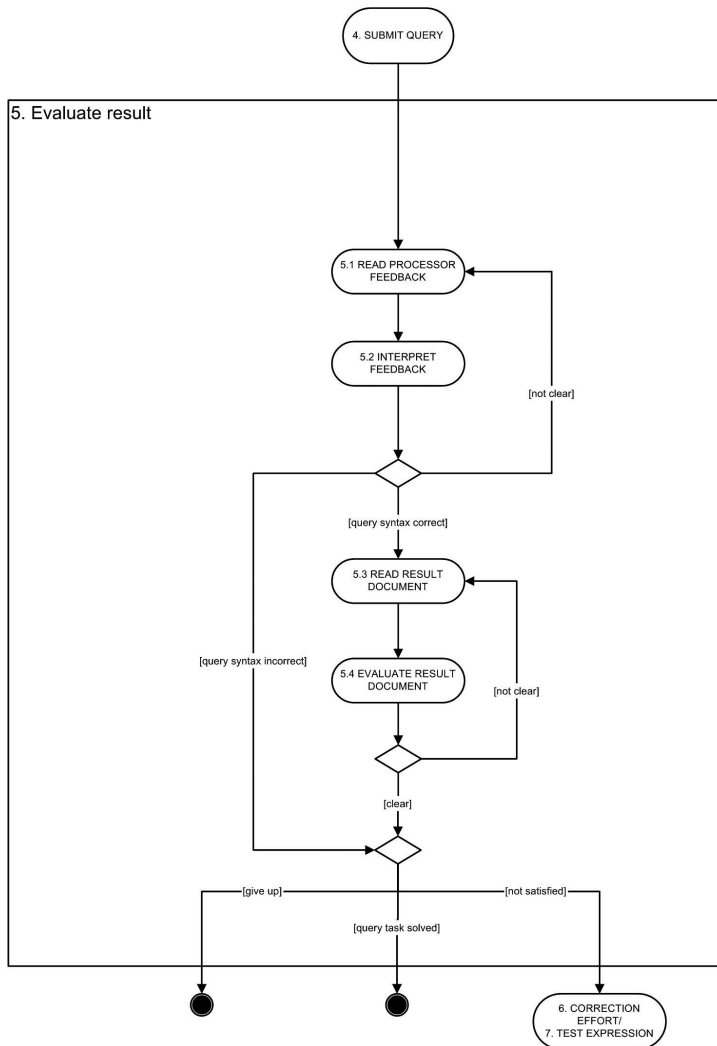 4. SUBMIT QUERY
5. Evaluate result
5.1 READ PROCESSOR
FEEDBACK
5.2 INTERPRET
FEEDBACK
[not clear]
[query syntax correct]
5.3 READ RESULT
DOCUMENT
[query syntax incorrect]
5.4 EVALUATE RESULT
DOCUMENT
[not clear]
[clear]
[give up]
[not satisfied]
[query task solved]
6. CORRECTION
EFFORT/
7. TEST EXPRESSION